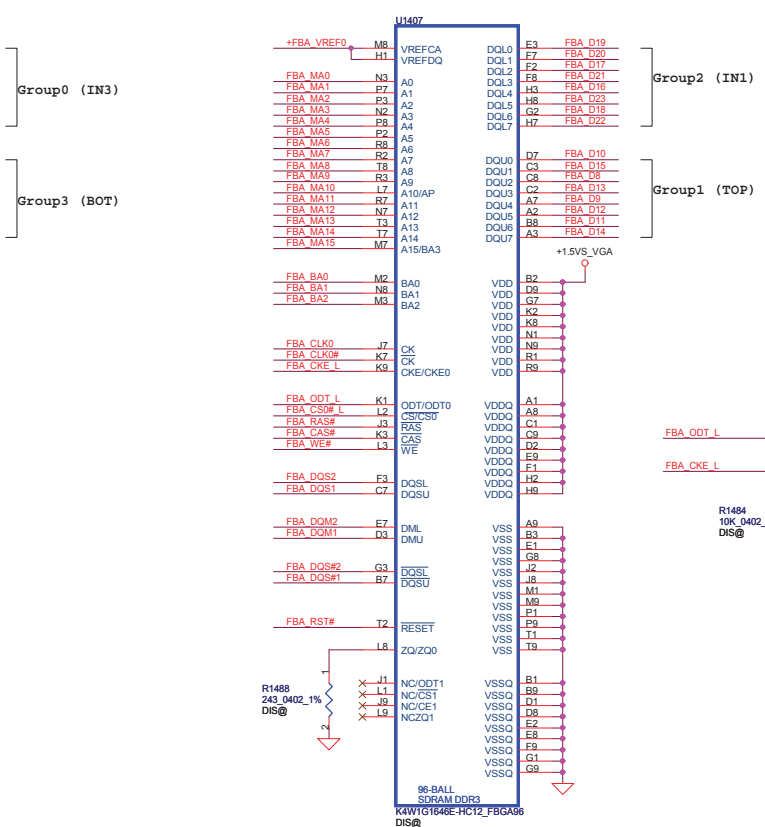 U1407
+FBA_VREF0 M8 VREFCA DQL0 E3 FBA_D19
H1 VREFDQ DQL1 F7 FBA_D20
DQL2 F2 FBA_D17
FBA_MA0 N3 A0 DQL3 F8 FBA_D21
FBA_MA1 P7 A1 DQL4 H3 FBA_D16
FBA_MA2 P3 A2 DQL5 H8 FBA_D23
FBA_MA3 N2 A3 DQL6 G2 FBA_D18
FBA_MA4 P8 A4 DQL7 H7 FBA_D22
Group0 (IN3)
Group2 (IN1)
FBA_MA5 P2 A5
FBA_MA6 R8 A6
FBA_MA7 R2 A7 DQU0 D7 FBA_D10
FBA_MA8 T8 A8 DQU1 C3 FBA_D15
FBA_MA9 R3 A9 DQU2 C8 FBA_D8
FBA_MA10 L7 A10/AP DQU3 C2 FBA_D13
FBA_MA11 R7 A11 DQU4 A7 FBA_D9
FBA_MA12 N7 A12 DQU5 A2 FBA_D12
FBA_MA13 T3 A13 DQU6 B8 FBA_D11
FBA_MA14 T7 A14 DQU7 A3 FBA_D14
FBA_MA15 M7 A15/BA3
Group3 (BOT)
Group1 (TOP)
+1.5VS_VGA
FBA_BA0 M2 BA0 VDD B2
FBA_BA1 N8 BA1 VDD D9
FBA_BA2 M3 BA2 VDD G7
VDD K2
VDD K8
VDD N1
FBA_CLK0 J7 CK VDD N9
FBA_CLK0# K7 CK VDD R1
FBA_CKE_L K9 CKE/CKE0 VDD R9
FBA_ODT_L K1 ODT/ODT0 VDDQ A1
FBA_CS0#_L L2 CS/CS0 VDDQ A8
FBA_RAS# J3 RAS VDDQ C1
FBA_CAS# K3 CAS VDDQ C9
FBA_WE# L3 WE VDDQ D2
VDDQ E9
VDDQ F1
FBA_DQS2 F3 DQSL VDDQ H2
FBA_DQS1 C7 DQSU VDDQ H9
FBA_ODT_L
FBA_CKE_L
R1484
10K_0402_
DIS@
FBA_DQM2 E7 DML VSS A9
FBA_DQM1 D3 DMU VSS B3
VSS E1
VSS G8
FBA_DQS#2 G3 DQSL VSS J2
FBA_DQS#1 B7 DQSU VSS J8
VSS M1
VSS M9
VSS P1
FBA_RST# T2 RESET VSS P9
VSS T1
L8 ZQ/ZQ0 VSS T9
1
J1 NC/ODT1 VSSQ B1
L1 NC/CS1 VSSQ B9
J9 NC/CE1 VSSQ D1
L9 NCZQ1 VSSQ D8
VSSQ E2
VSSQ E8
VSSQ F9
VSSQ G1
VSSQ G9
R1488
243_0402_1%
DIS@
2
96-BALL
SDRAM DDR3
K4W1G1646E-HC12_FBGA96
DIS@